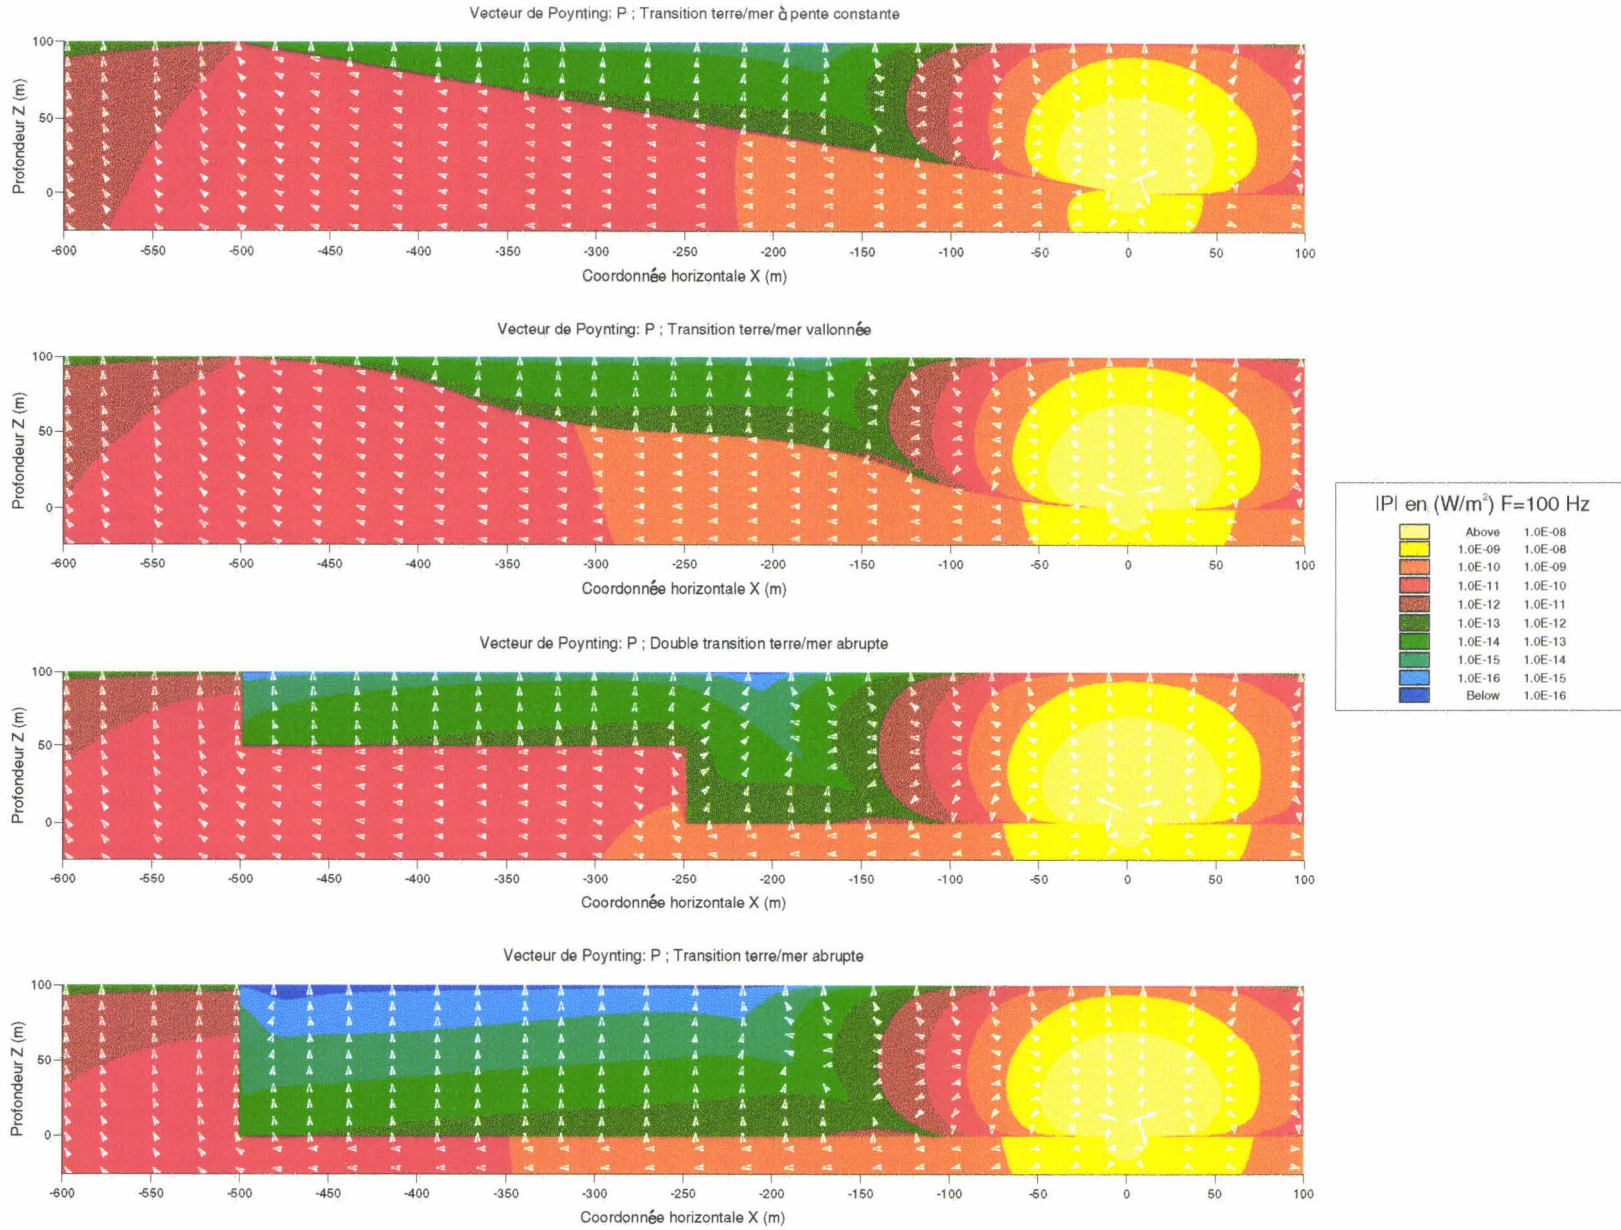 Vecteur de Poynting: P ; Transition terre/mer à pente constante
Profondeur Z (m)
100
50
0
-600 -550 -500 -450 -400 -350 -300 -250 -200 -150 -100 -50 0 50 100
Coordonnée horizontale X (m)
Vecteur de Poynting: P ; Transition terre/mer vallonnée
Profondeur Z (m)
100
50
0
-600 -550 -500 -450 -400 -350 -300 -250 -200 -150 -100 -50 0 50 100
Coordonnée horizontale X (m)
|P| en (W/m²) F=100 Hz
Above 1.0E-08
1.0E-09 1.0E-08
1.0E-10 1.0E-09
1.0E-11 1.0E-10
1.0E-12 1.0E-11
1.0E-13 1.0E-12
1.0E-14 1.0E-13
1.0E-15 1.0E-14
1.0E-16 1.0E-15
Below 1.0E-16
Vecteur de Poynting: P ; Double transition terre/mer abrupte
Profondeur Z (m)
100
50
0
-600 -550 -500 -450 -400 -350 -300 -250 -200 -150 -100 -50 0 50 100
Coordonnée horizontale X (m)
Vecteur de Poynting: P ; Transition terre/mer abrupte
Profondeur Z (m)
100
50
0
-600 -550 -500 -450 -400 -350 -300 -250 -200 -150 -100 -50 0 50 100
Coordonnée horizontale X (m)